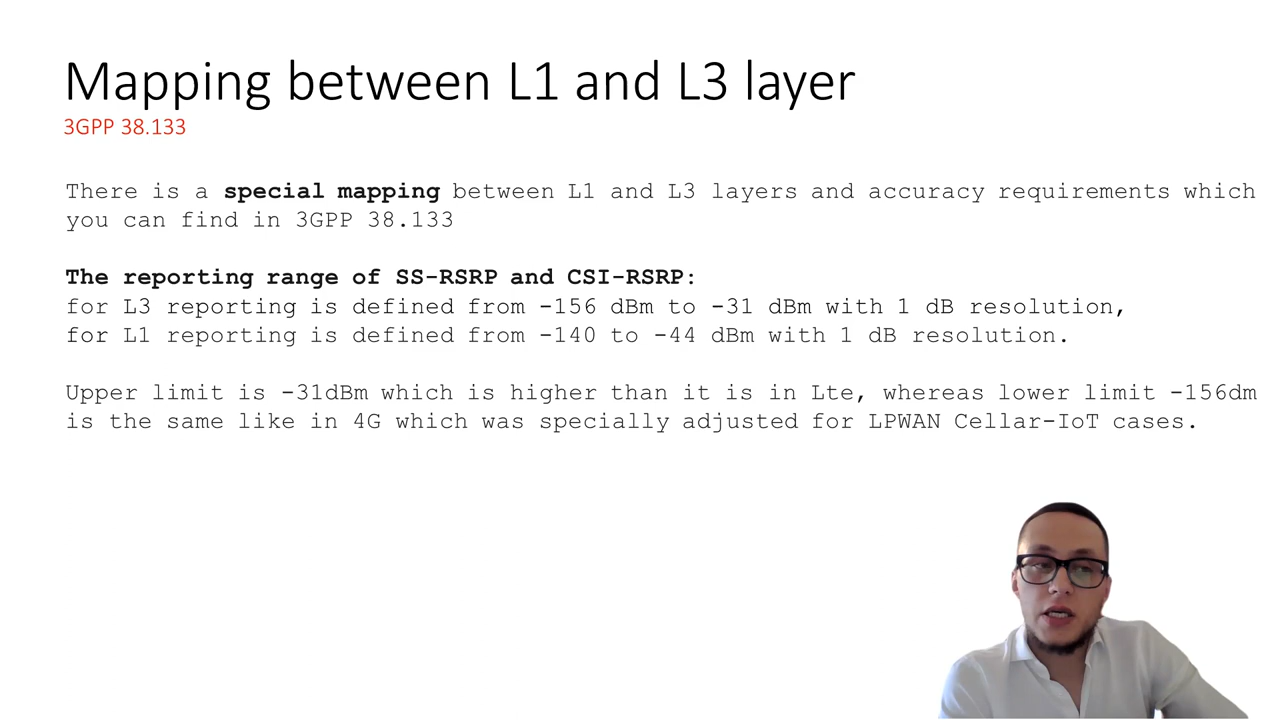 Mapping between L1 and L3 layer
3GPP 38.133
There is a special mapping between L1 and L3 layers and accuracy requirements which
you can find in 3GPP 38.133
The reporting range of SS-RSRP and CSI-RSRP:
for L3 reporting is defined from -156 dBm to -31 dBm with 1 dB resolution,
for L1 reporting is defined from -140 to -44 dBm with 1 dB resolution.
Upper limit is -31dBm which is higher than it is in Lte, whereas lower limit -156dm
is the same like in 4G which was specially adjusted for LPWAN Cellar-IoT cases.